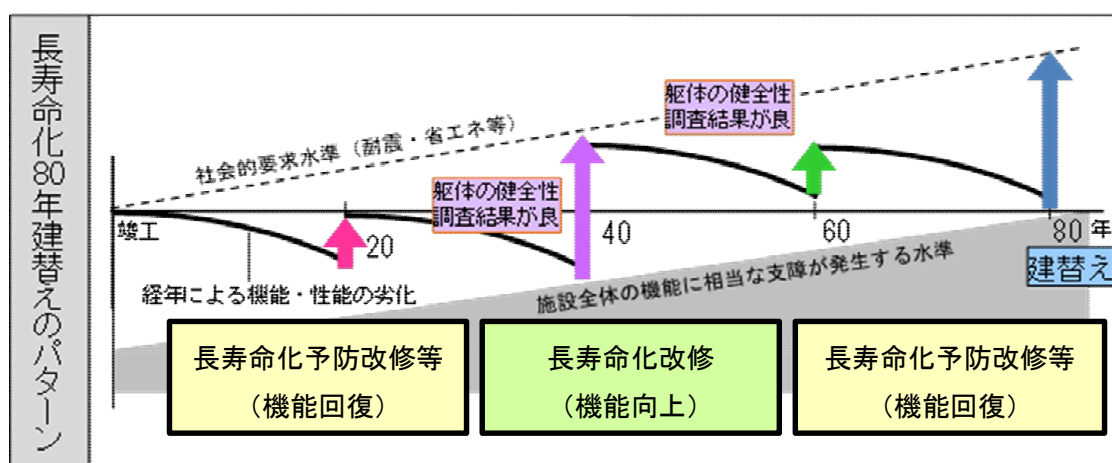 長寿命化80年建替えのパターン
躯体の健全性
調査結果が良
社会的要求水準(耐震・省エネ等)
躯体の健全性
調査結果が良
竣工
20
40
60
80 年
建替え
経年による機能・性能の劣化
施設全体の機能に相当な支障が発生する水準
長寿命化予防改修等
(機能回復)
長寿命化改修
(機能向上)
長寿命化予防改修等
(機能回復)